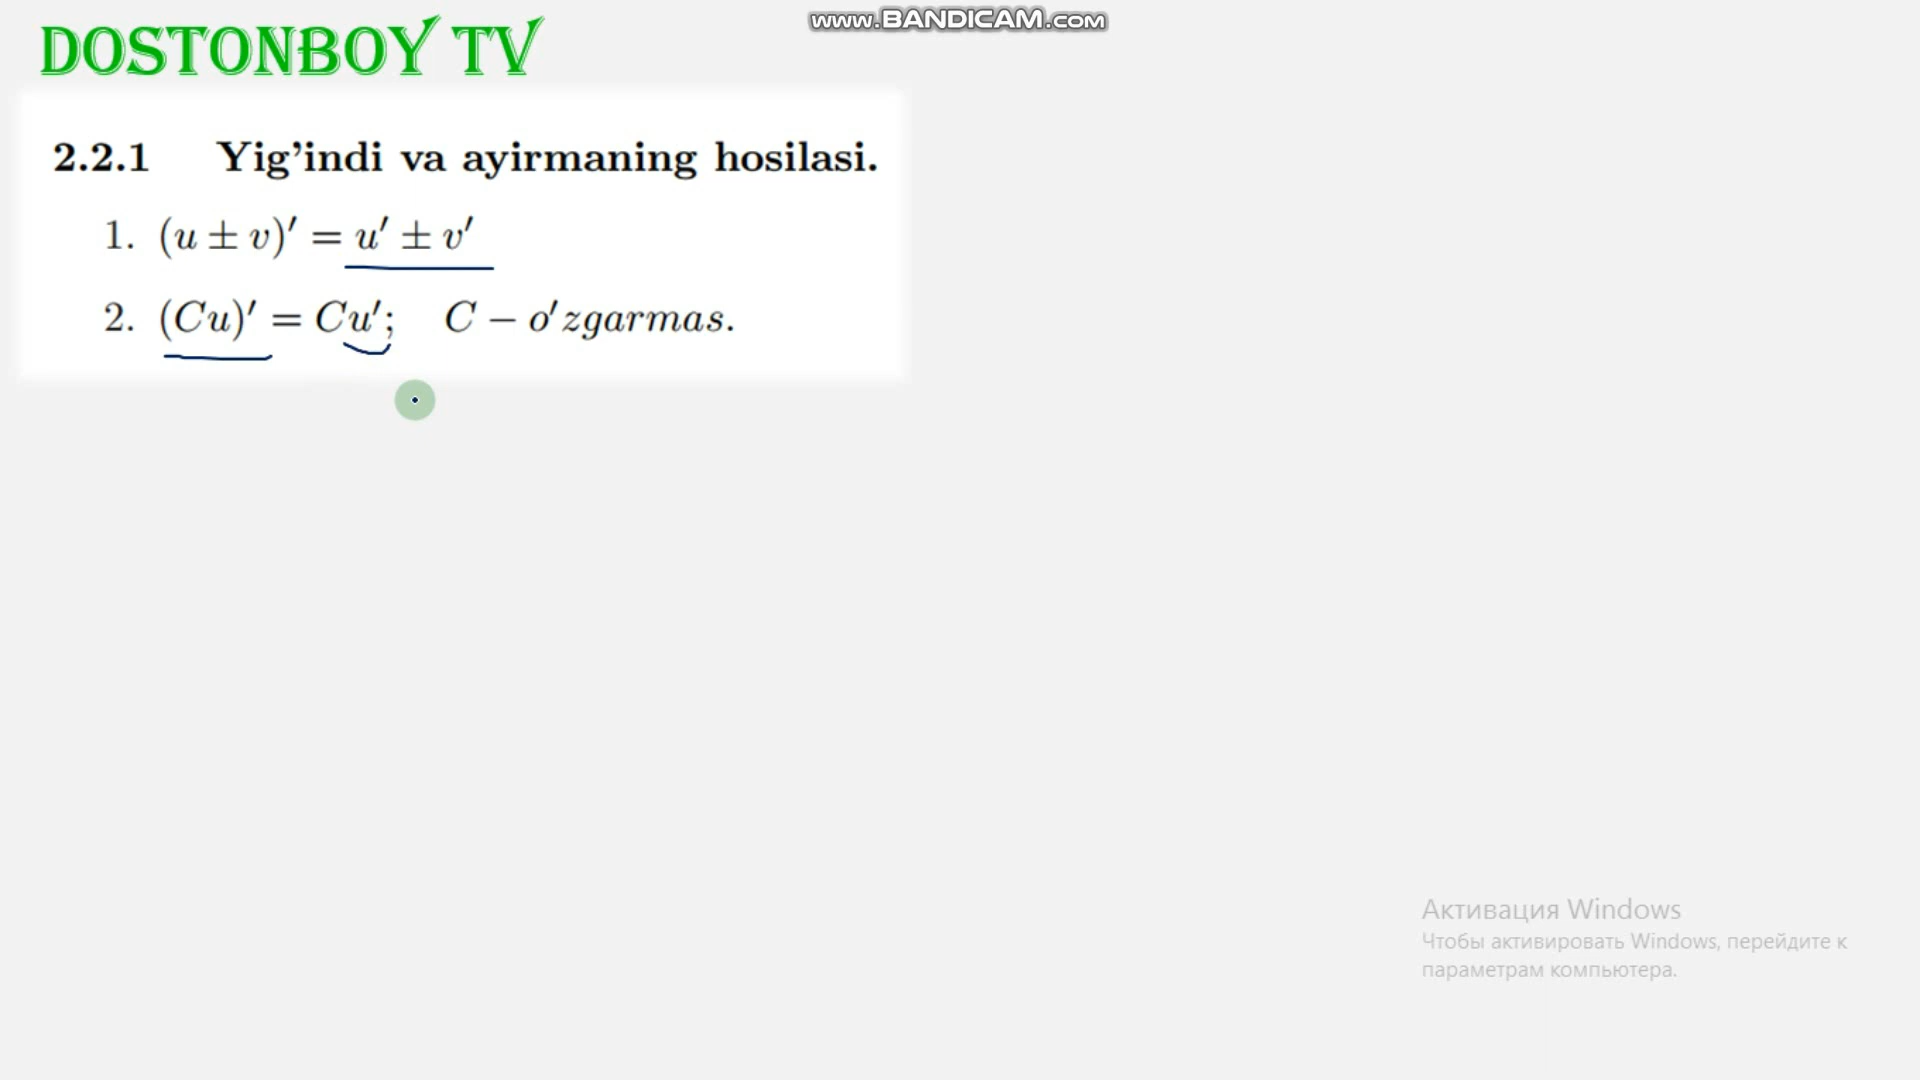 DOSTONBOY TV
www.BANDICAM.com
2.2.1 Yig'indi va ayirmaning hosilasi.
1. (u ± v)′ = u′ ± v′
2. (Cu)′ = Cu′; C − o′zgarmas.
Активация Windows
Чтобы активировать Windows, перейдите к
параметрам компьютера.